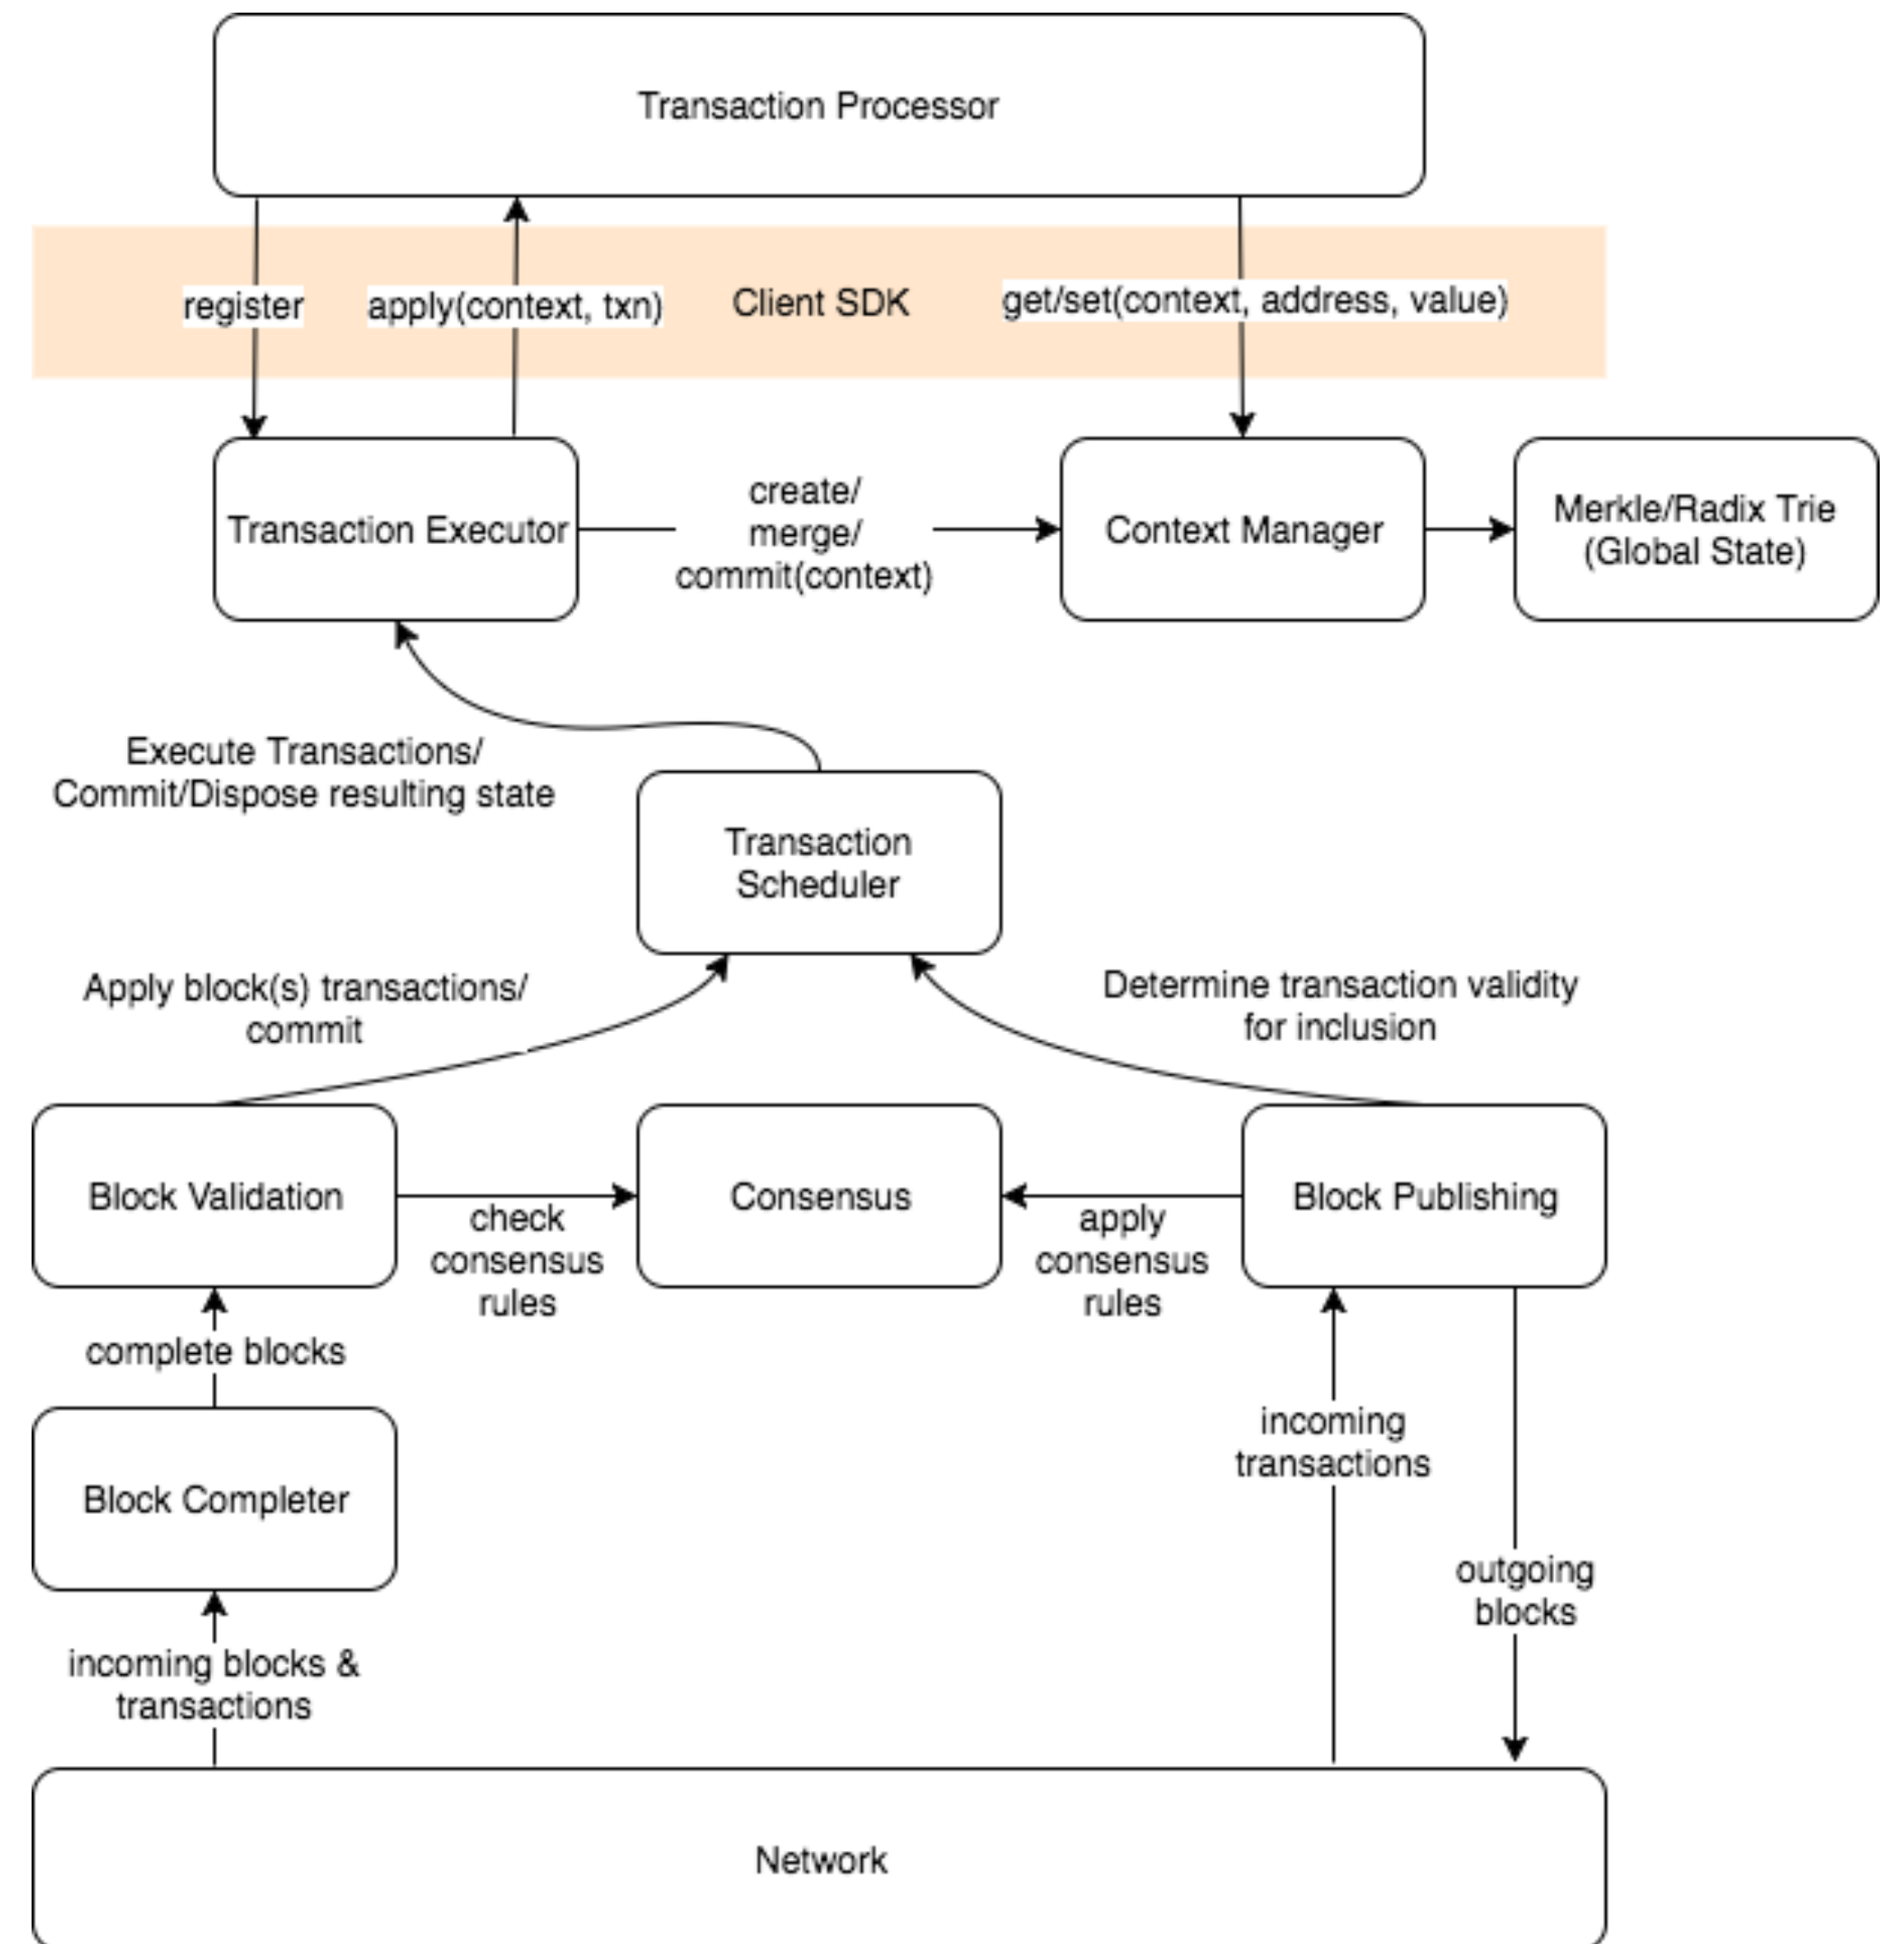 Transaction Processor
register
apply(context, txn)
Client SDK
get/set(context, address, value)
Transaction Executor
create/
merge/
commit(context)
Context Manager
Merkle/Radix Trie
(Global State)
Execute Transactions/
Commit/Dispose resulting state
Transaction
Scheduler
Apply block(s) transactions/
commit
Determine transaction validity
for inclusion
Block Validation
check
consensus
rules
Consensus
apply
consensus
rules
Block Publishing
complete blocks
Block Completer
incoming
transactions
outgoing
blocks
incoming blocks &
transactions
Network